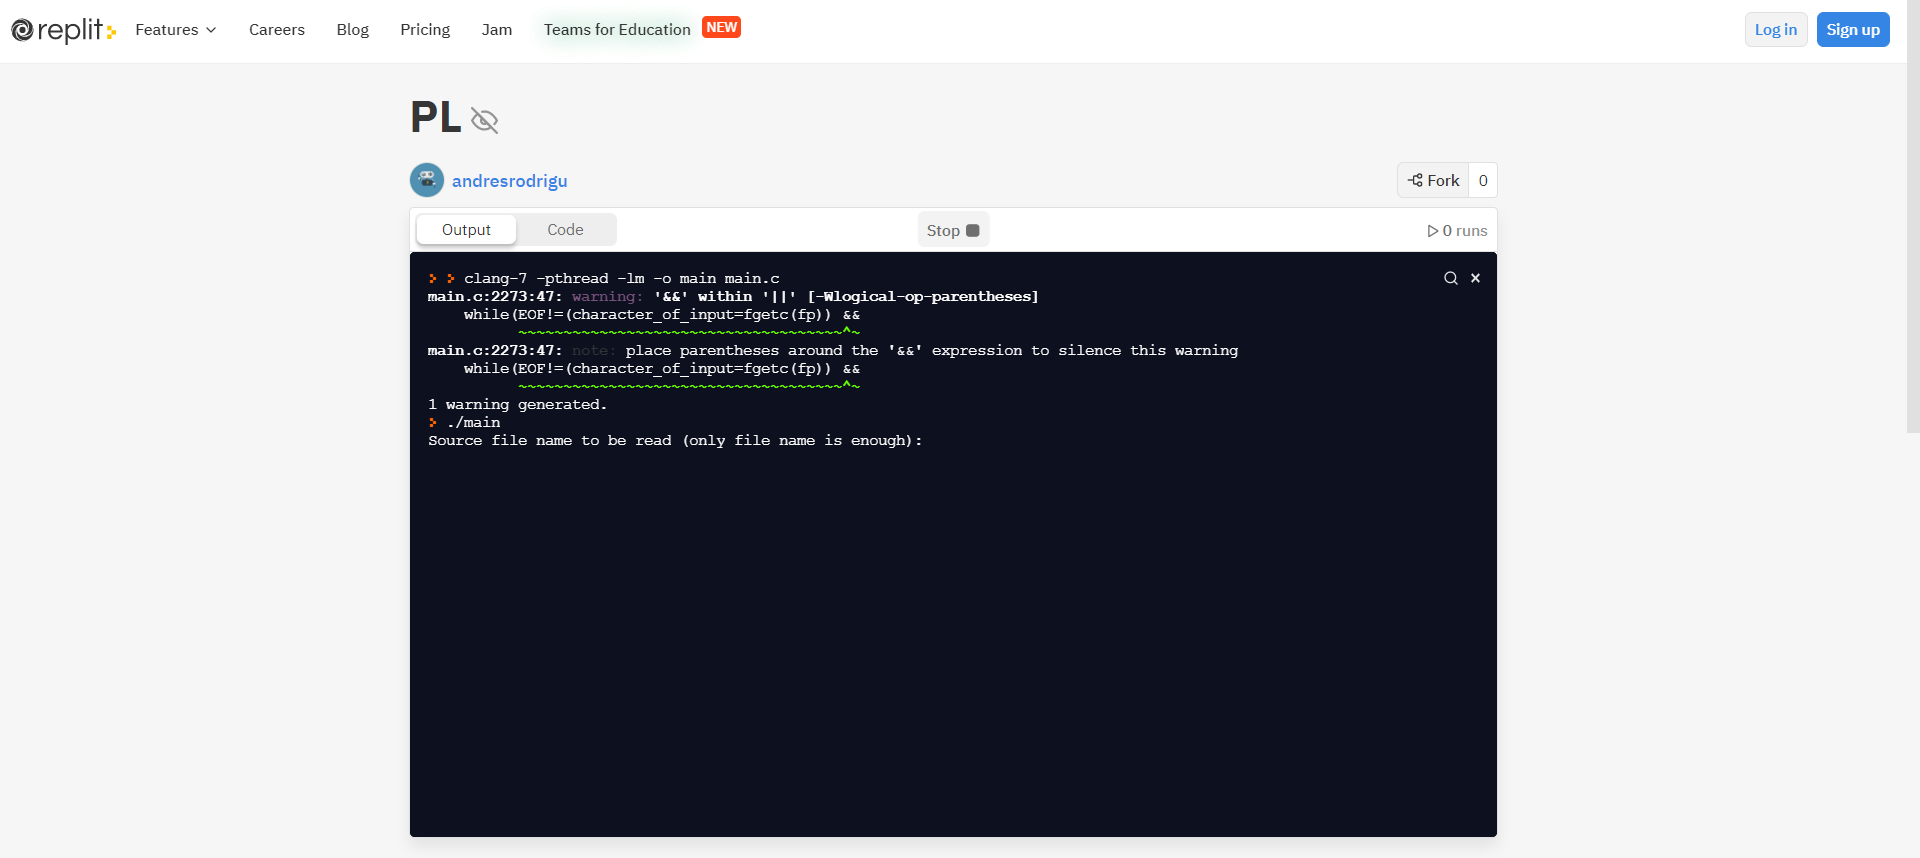 replit
Features
Careers
Blog
Pricing
Jam
Teams for Education
NEW
Log in
Sign up
PL
andresrodrigu
Fork
0
Output
Code
Stop
0 runs
clang-7 -pthread -lm -o main main.c
main.c:2273:47: warning: '&&' within '||' [-Wlogical-op-parentheses]
while(EOF!=(character_of_input=fgetc(fp)) &&
~~~~~~~~~~~~~~~~~~~~~~~~~~~~~~~~~~~~^~
main.c:2273:47: note: place parentheses around the '&&' expression to silence this warning
while(EOF!=(character_of_input=fgetc(fp)) &&
~~~~~~~~~~~~~~~~~~~~~~~~~~~~~~~~~~~~^~
1 warning generated.
./main
Source file name to be read (only file name is enough):